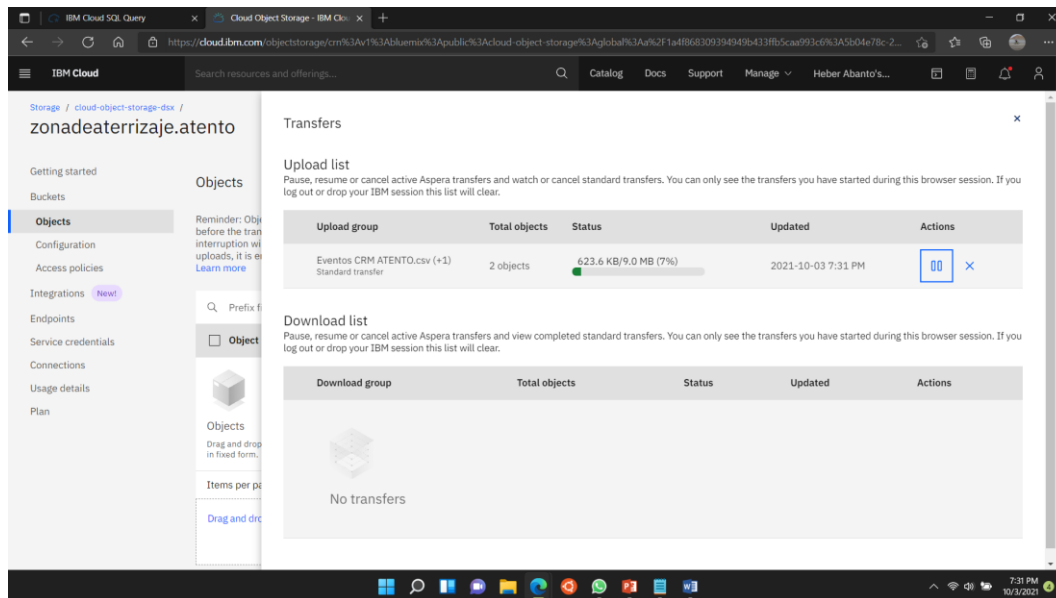 IBM Cloud SQL Query
Cloud Object Storage - IBM Clo
https://cloud.ibm.com/objectstorage/crn%3Av1%3Abluemix%3Apublic%3Acloud-object-storage%3Aglobal%3Aa%2F1a4f868309394949b433ffb5caa993c6%3A5b04e78c-2...
IBM Cloud
Search resources and offerings...
Catalog
Docs
Support
Manage
Heber Abanto's...
Storage / cloud-object-storage-dsx /
zonadeaterrizaje.atento
Getting started
Buckets
Objects
Configuration
Access policies
Integrations New!
Endpoints
Service credentials
Connections
Usage details
Plan
Objects
Reminder: Obje
before the tran
interruption wi
uploads, it is en
Learn more
Prefix fi
Object
Objects
Drag and drop
in fixed form.
Items per pa
Drag and dro
Transfers
Upload list
Pause, resume or cancel active Aspera transfers and watch or cancel standard transfers. You can only see the transfers you have started during this browser session. If you
log out or drop your IBM session this list will clear.
Upload group Total objects Status Updated Actions
Eventos CRM ATENTO.csv (+1)
Standard transfer
2 objects
623.6 KB/9.0 MB (7%)
2021-10-03 7:31 PM
Download list
Pause, resume or cancel active Aspera transfers and view completed standard transfers. You can only see the transfers you have started during this browser session. If you
log out or drop your IBM session this list will clear.
Download group Total objects Status Updated Actions
No transfers
7:31 PM
10/3/2021